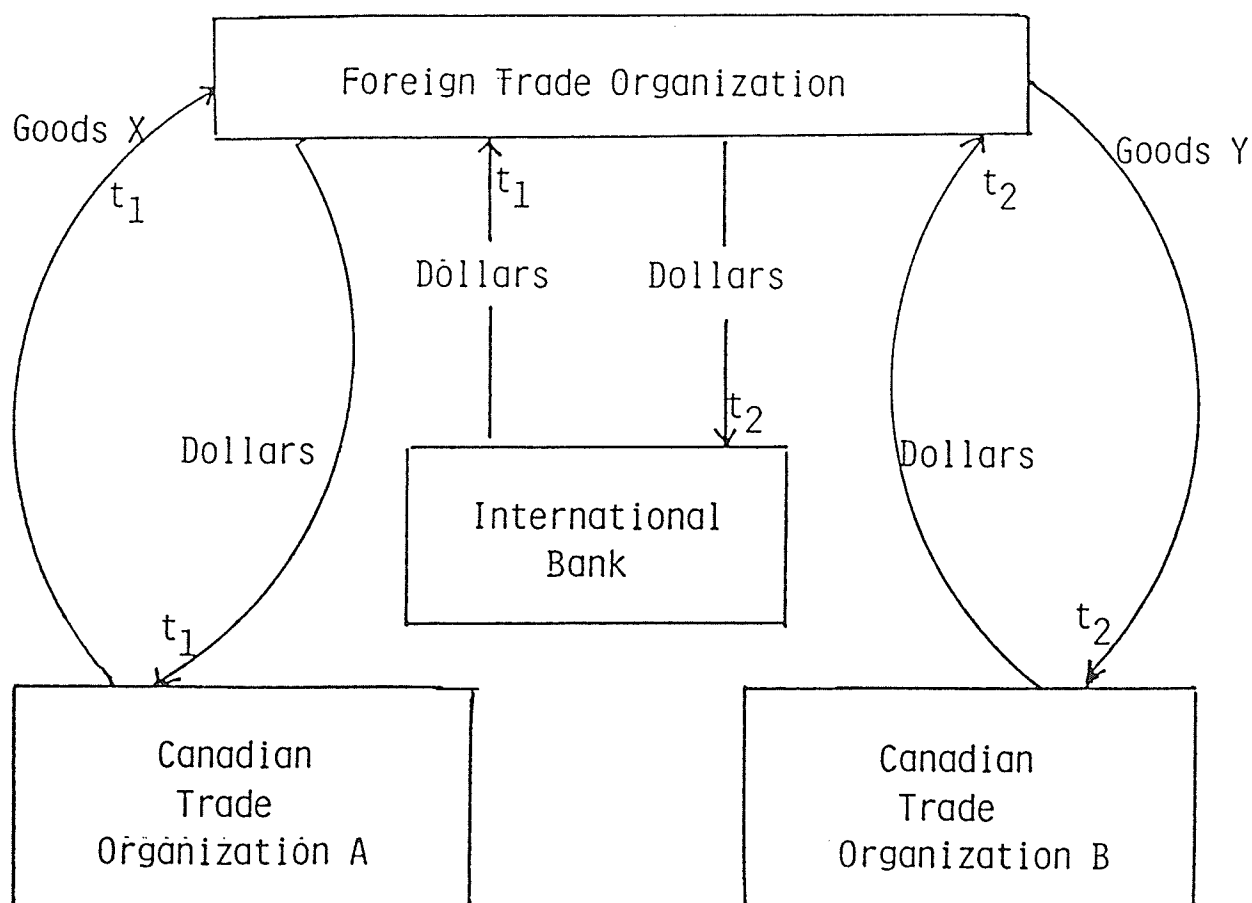 Foreign Trade Organization
Goods X
t₁
Goods Y
t₁
t₂
Dollars
Dollars
t₂
Dollars
Dollars
International
Bank
t₁
t₂
Canadian
Trade
Organization A
Canadian
Trade
Organization B